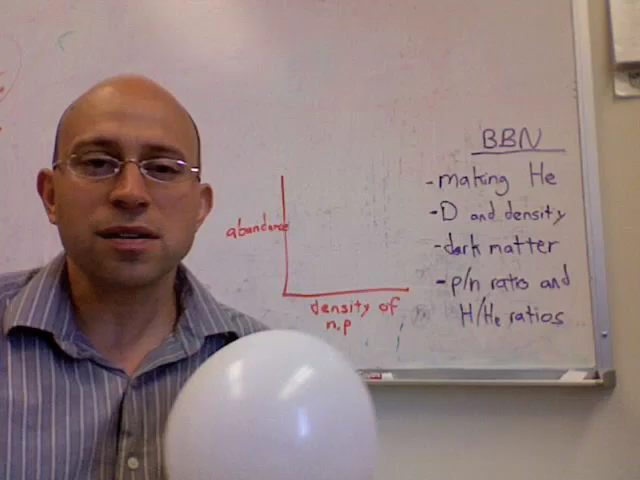 BBN
-making He
-D and density
-dark matter
-p/n ratio and
H/He ratios
abundance
density of
n,p